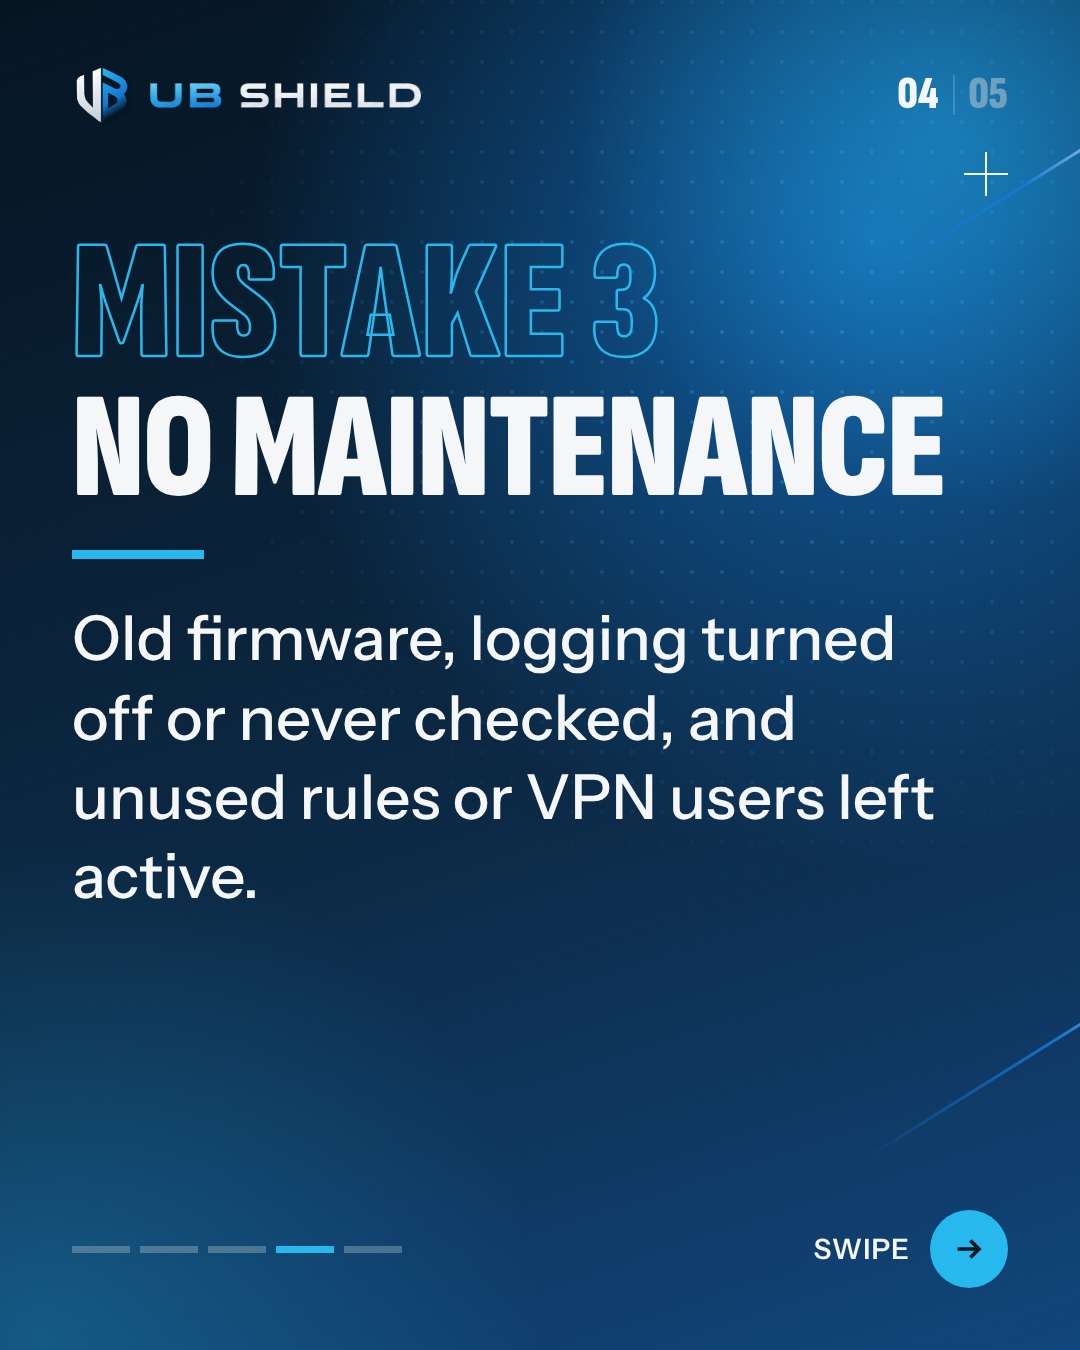 UB SHIELD
04 05
MISTAKE 3
NO MAINTENANCE
Old firmware, logging turned
off or never checked, and
unused rules or VPN users left
active.
SWIPE